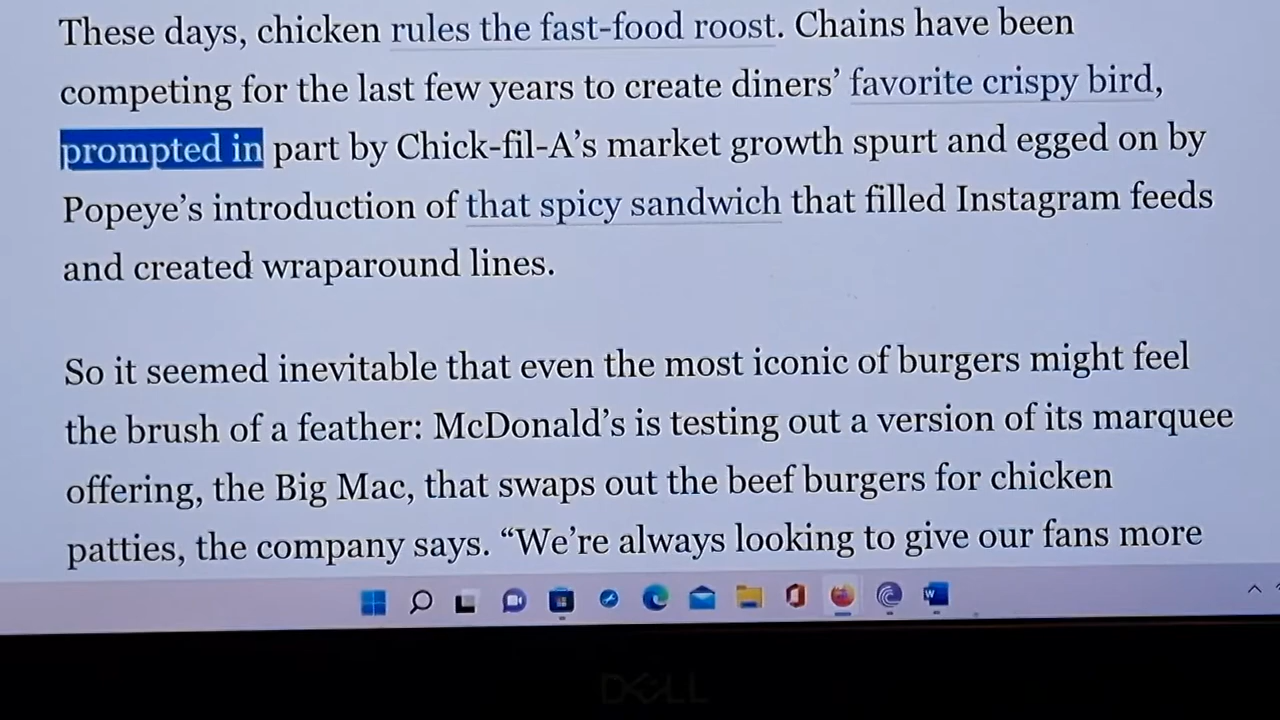 These days, chicken rules the fast-food roost. Chains have been
competing for the last few years to create diners’ favorite crispy bird,
prompted in part by Chick-fil-A’s market growth spurt and egged on by
Popeye’s introduction of that spicy sandwich that filled Instagram feeds
and created wraparound lines.
So it seemed inevitable that even the most iconic of burgers might feel
the brush of a feather: McDonald’s is testing out a version of its marquee
offering, the Big Mac, that swaps out the beef burgers for chicken
patties, the company says. “We’re always looking to give our fans more
W
DELL